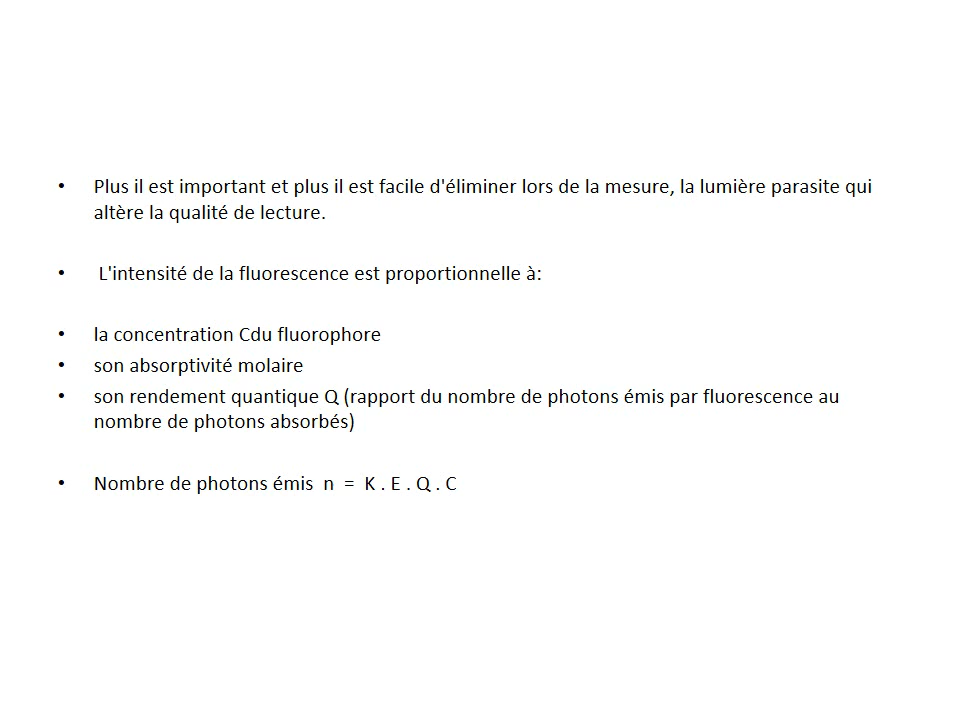 • Plus il est important et plus il est facile d'éliminer lors de la mesure, la lumière parasite qui
altère la qualité de lecture.
• L'intensité de la fluorescence est proportionnelle à:
• la concentration Cdu fluorophore
• son absorptivité molaire
• son rendement quantique Q (rapport du nombre de photons émis par fluorescence au
nombre de photons absorbés)
• Nombre de photons émis n = K . E . Q . C